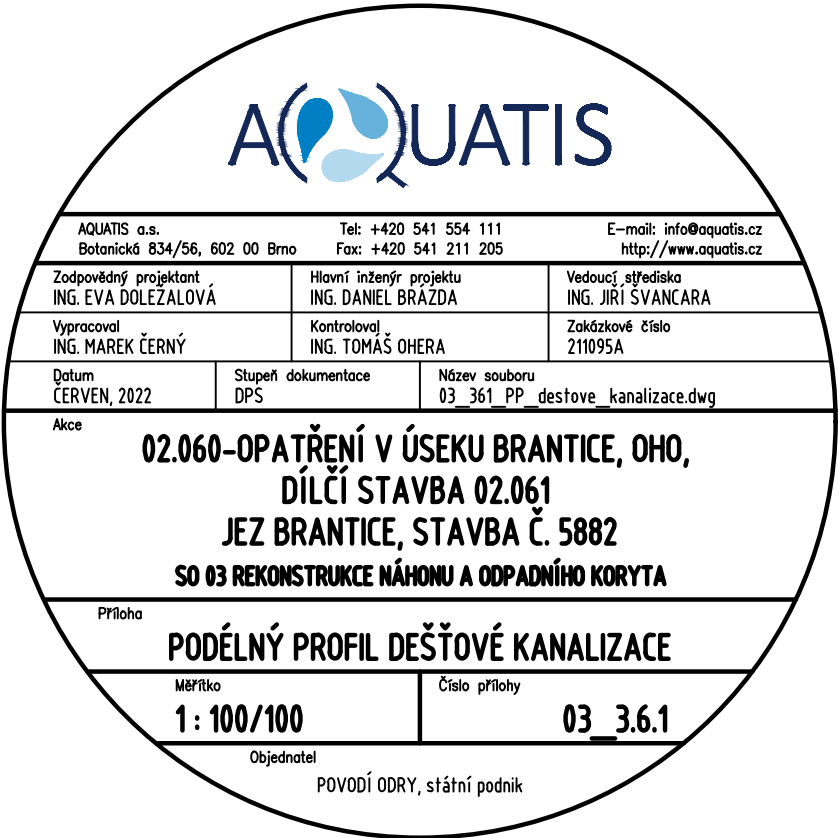 AQUATIS
AQUATIS a.s. Tel: +420 541 554 111 E-mail: info@aquatis.cz
Botanická 834/56, 602 00 Brno Fax: +420 541 211 205 http://www.aquatis.cz
Zodpovědný projektant Hlavní inženýr projektu Vedoucí střediska
ING. EVA DOLEŽALOVÁ ING. DANIEL BRÁZDA ING. JIŘÍ ŠVANCARA
Vypracoval Kontroloval Zakázkové číslo
ING. MAREK ČERNÝ ING. TOMÁŠ OHERA 211095A
Datum Stupeň dokumentace Název souboru
ČERVEN, 2022 DPS 03_361_PP_destove_kanalizace.dwg
Akce
02.060-OPATŘENÍ V ÚSEKU BRANTICE, OHO,
DÍLČÍ STAVBA 02.061
JEZ BRANTICE, STAVBA Č. 5882
SO 03 REKONSTRUKCE NÁHONU A ODPADNÍHO KORYTA
Příloha
PODÉLNÝ PROFIL DEŠŤOVÉ KANALIZACE
Měřítko Číslo přílohy
1 : 100/100 03_3.6.1
Objednatel
POVODÍ ODRY, státní podnik